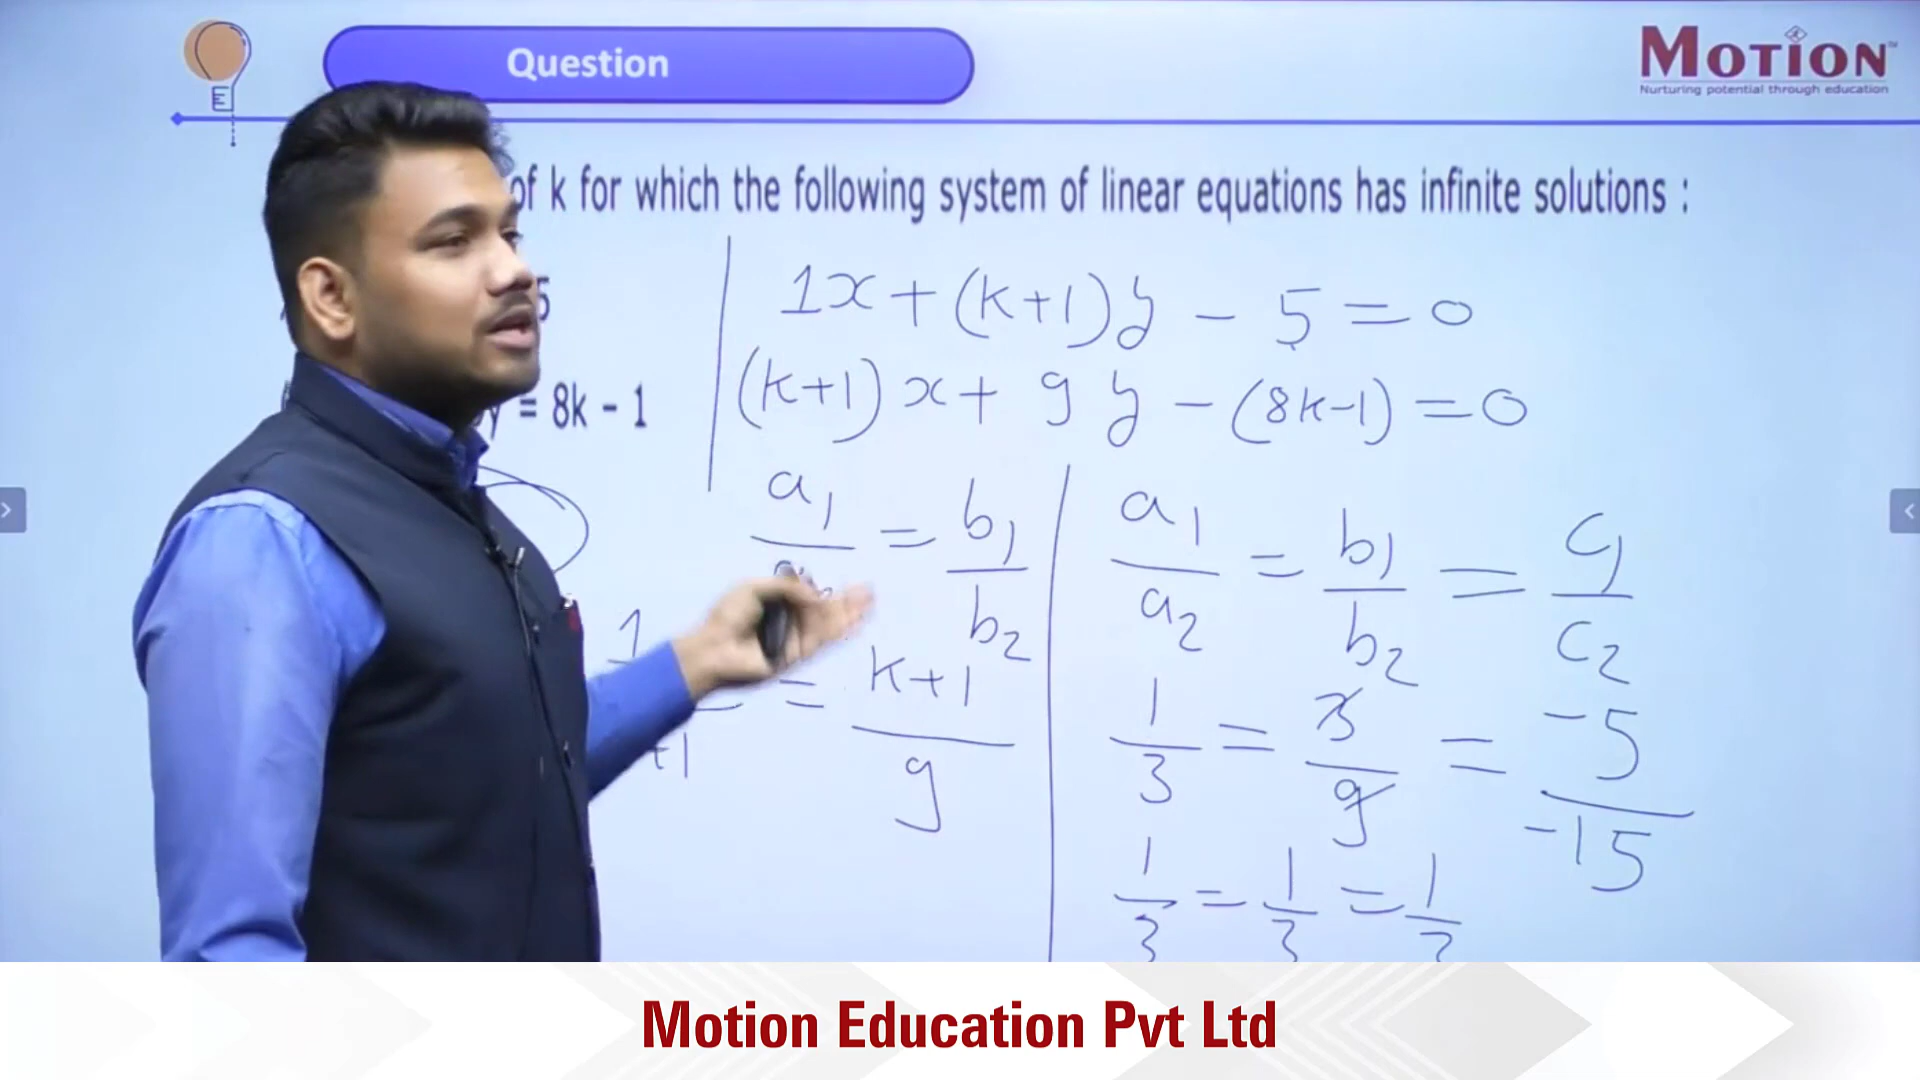 Question
MOTION
Nurturing potential through education
of k for which the following system of linear equations has infinite solutions :
5
y = 8k - 1
1x + (k+1)y - 5 = 0
(k+1)x + 9y - (8k-1) = 0
a1 = b1
b2
a1 = b1 = c1
a2 b2 c2
1 = k+1
+1 9
1 = 3 = -5
3 9 -15
1 = 1 = 1
3 3 3
Motion Education Pvt Ltd